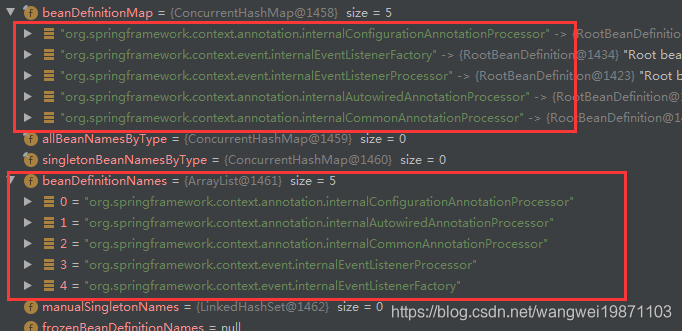 beanDefinitionMap = {ConcurrentHashMap@1458} size = 5
"org.springframework.context.annotation.internalConfigurationAnnotationProcessor" -> {RootBeanDefinition
"org.springframework.context.event.internalEventListenerFactory" -> {RootBeanDefinition@1434} "Root bean
"org.springframework.context.event.internalEventListenerProcessor" -> {RootBeanDefinition@1423} "Root be
"org.springframework.context.annotation.internalAutowiredAnnotationProcessor" -> {RootBeanDefinition@
"org.springframework.context.annotation.internalCommonAnnotationProcessor" -> {RootBeanDefinition@1
allBeanNamesByType = {ConcurrentHashMap@1459} size = 0
singletonBeanNamesByType = {ConcurrentHashMap@1460} size = 0
beanDefinitionNames = {ArrayList@1461} size = 5
0 = "org.springframework.context.annotation.internalConfigurationAnnotationProcessor"
1 = "org.springframework.context.annotation.internalAutowiredAnnotationProcessor"
2 = "org.springframework.context.annotation.internalCommonAnnotationProcessor"
3 = "org.springframework.context.event.internalEventListenerProcessor"
4 = "org.springframework.context.event.internalEventListenerFactory"
manualSingletonNames = {LinkedHashSet@1462} size = 0
https://blog.csdn.net/wangwei19871103
frozenBeanDefinitionNames = null